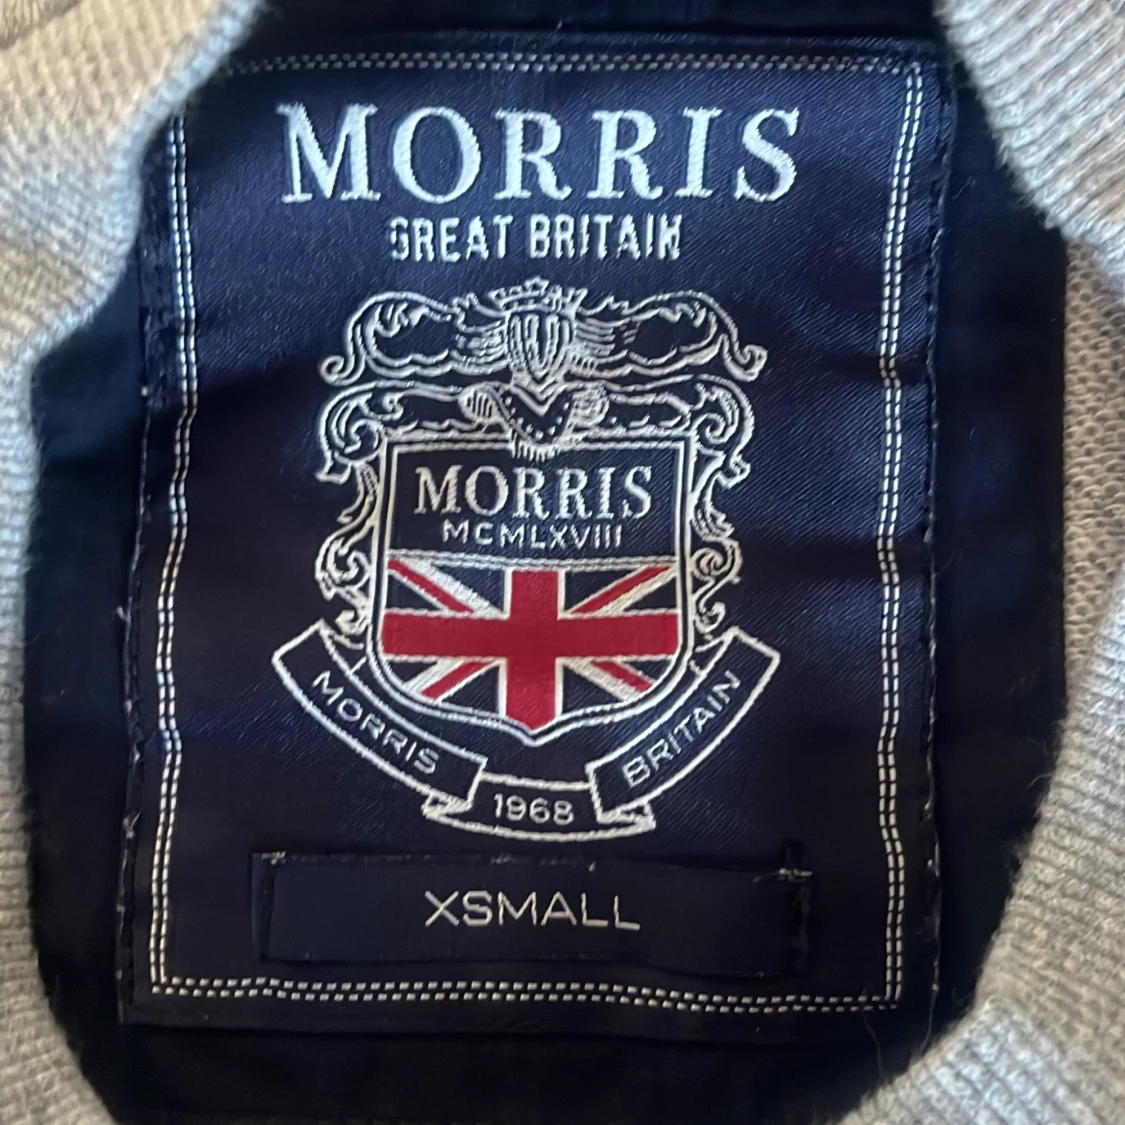 MORRIS
GREAT BRITAIN
MORRIS
MCMLXVIII
MORRIS
1968
BRITAIN
XSMALL